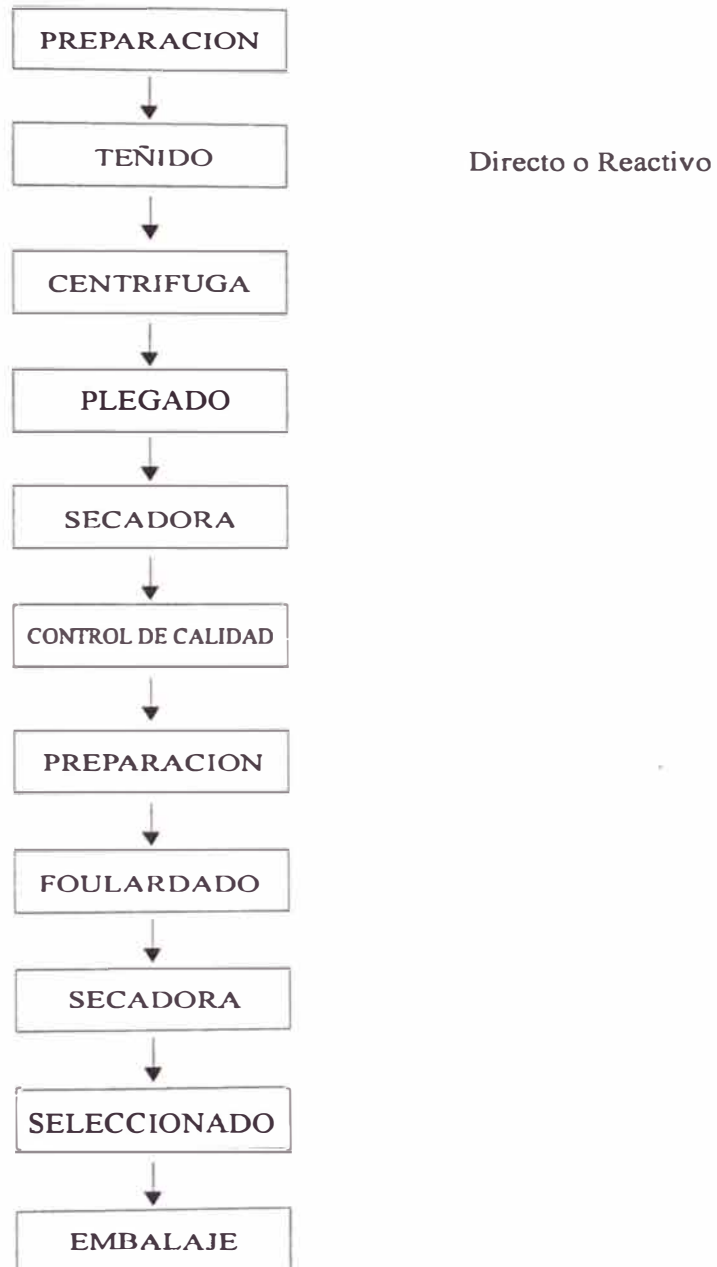 PREPARACION
TEÑIDO
Directo o Reactivo
CENTRIFUGA
PLEGADO
SECADORA
CONTROL DE CALIDAD
PREPARACION
FOULARDADO
SECADORA
SELECCIONADO
EMBALAJE